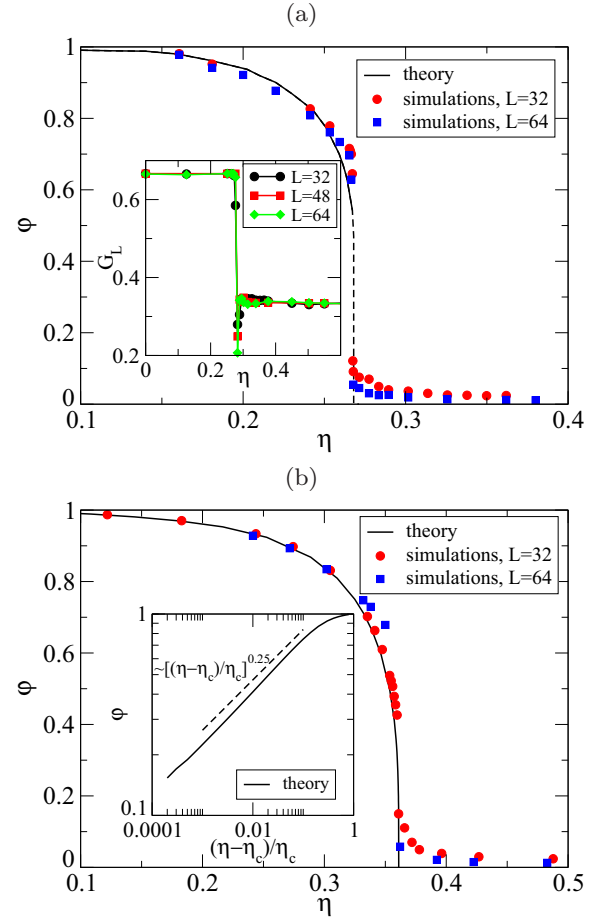 (a)
1
0.8
0.6
0.4
0.2
0
φ
theory
simulations, L=32
simulations, L=64
0.6
0.4
0.2
G_L
L=32
L=48
L=64
0 0.2 0.4
η
0.1 0.2 0.3 0.4
η
(b)
1
0.8
0.6
0.4
0.2
0
φ
theory
simulations, L=32
simulations, L=64
1
0.1
φ
~[(η−η_c)/η_c]^0.25
theory
0.0001 0.01 1
(η−η_c)/η_c
0.1 0.2 0.3 0.4 0.5
η